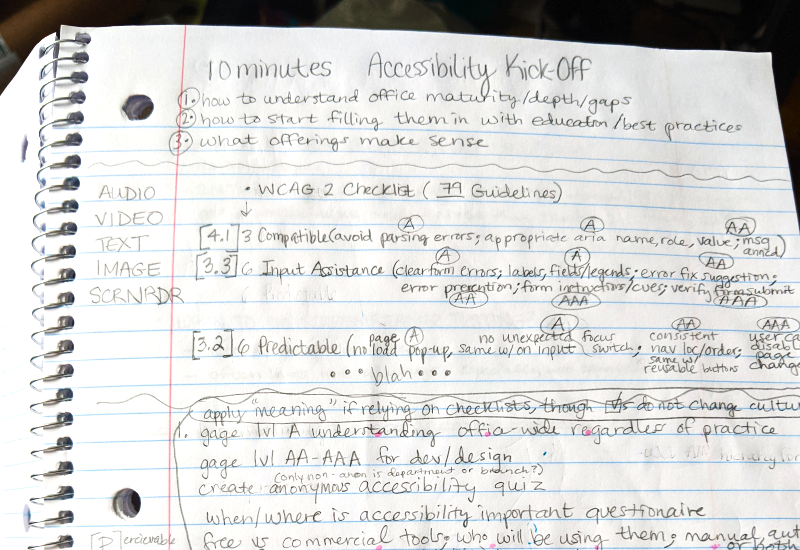 10 minutes Accessibility Kick-Off
1. how to understand office maturity/depth/gaps
2. how to start filling them in with education/best practices
3. what offerings make sense
AUDIO
VIDEO
TEXT
IMAGE
SCRNRDR
• WCAG 2 Checklist (79 Guidelines)
↓
A A AA
[4.1] 3 Compatible (avoid parsing errors; appropriate aria name, role, value; msg annc'd)
A A AA
[3.3] 6 Input Assistance (clear form errors; labels, fields/legends; error fix suggestion;
error prevention; form instructions/cues; verify form submit
AA AAA AAA
A A AA AAA
[3.2] 6 Predictable (no page load pop-up, same w/on input, no unexpected focus switch; consistent nav loc/order; same w/ reusable buttons user ca disabl page chang
• • • blah • • •
apply "meaning" if relying on checklists, though do not change cultu
1. gage lvl A understanding office-wide regardles of practice
gage lvl AA-AAA for dev/design
(only non-anon is department or branch?)
create anonymous accessibility quiz
when/where is accessibility important questionaire
free vs commercial tools; who will be using them; manual, aut
or both
[P]erceivable